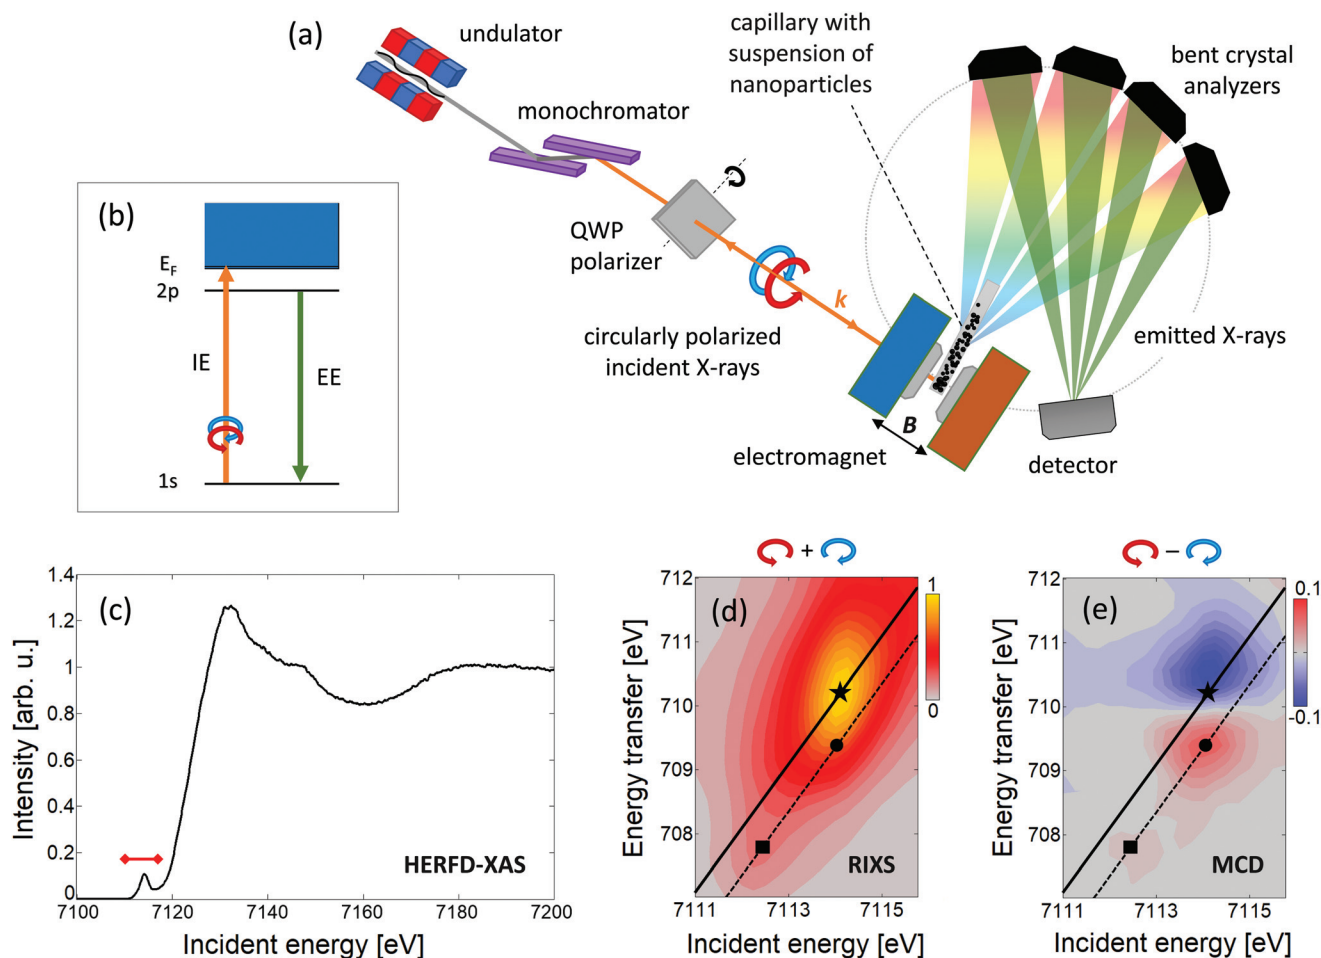 (a)
undulator
monochromator
QWP
polarizer
circularly polarized
incident X-rays
k
capillary with
suspension of
nanoparticles
bent crystal
analyzers
emitted X-rays
B
electromagnet
detector
(b)
E_F
2p
IE
EE
1s
(c)
1.4
1.2
1
0.8
0.6
0.4
0.2
0
7100
7120
7140
7160
7180
7200
Intensity [arb. u.]
Incident energy [eV]
HERFD-XAS
+
(d)
1
0
712
711
710
709
708
7111
7113
7115
Energy transfer [eV]
Incident energy [eV]
RIXS
−
(e)
0.1
-0.1
712
711
710
709
708
7111
7113
7115
Energy transfer [eV]
Incident energy [eV]
MCD